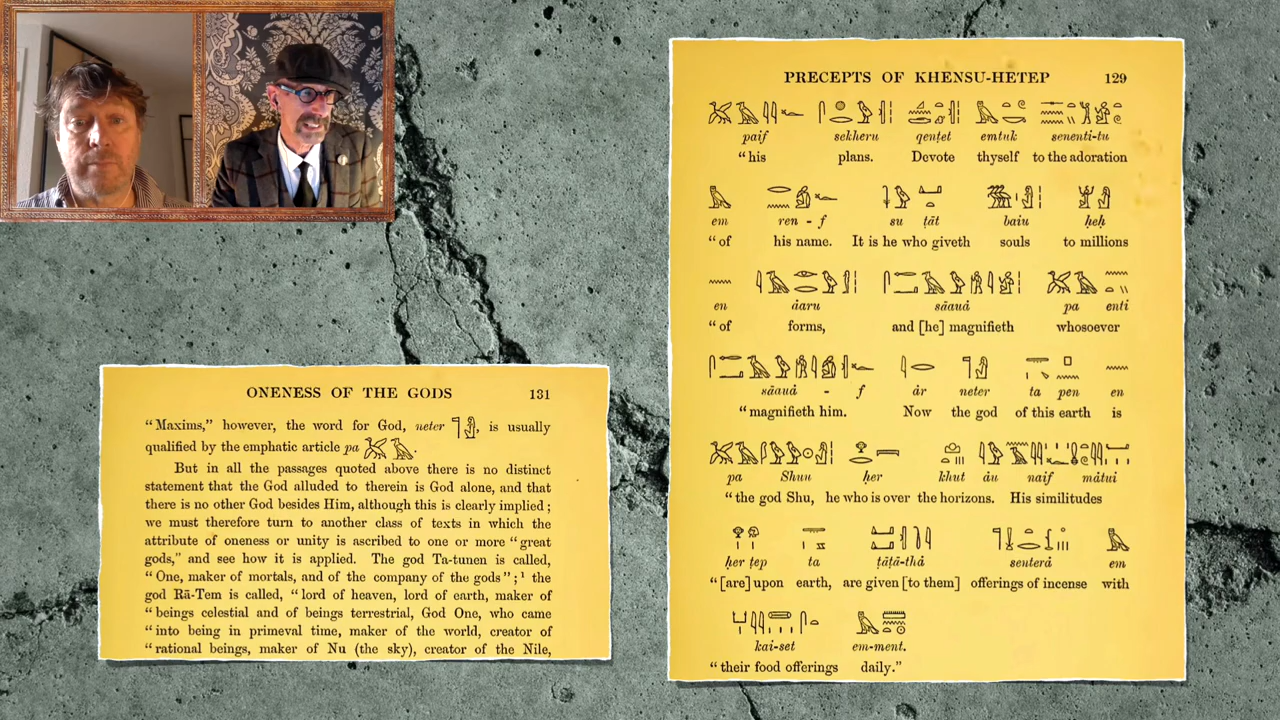 ONENESS OF THE GODS 131
"Maxims," however, the word for God, neter 𓊹𓀭, is usually
qualified by the emphatic article pa 𓅮𓄿.
But in all the passages quoted above there is no distinct
statement that the God alluded to therein is God alone, and that
there is no other God besides Him, although this is clearly implied;
we must therefore turn to another class of texts in which the
attribute of oneness or unity is ascribed to one or more "great
gods," and see how it is applied. The god Ta-tunen is called,
"One, maker of mortals, and of the company of the gods";¹ the
god Rā-Tem is called, "lord of heaven, lord of earth, maker of
"beings celestial and of beings terrestrial, God One, who came
"into being in primeval time, maker of the world, creator of
"rational beings, maker of Nu (the sky), creator of the Nile,
PRECEPTS OF KHENSU-HETEP 129
paif sekheru qenṭet emtuk senenti-tu
"his plans. Devote thyself to the adoration
em ren - f su ṭāt baiu ḥeḥ
"of his name. It is he who giveth souls to millions
en àaru sāauà pa enti
"of forms, and [he] magnifieth whosoever
sāauà - f àr neter ta pen en
"magnifieth him. Now the god of this earth is
pa Shuu ḥer khut àu naif màtui
"the god Shu, he who is over the horizons. His similitudes
ḥer ṭep ta ṭāṭā-thà senterà em
"[are] upon earth, are given [to them] offerings of incense with
kai-set em-ment.
"their food offerings daily."